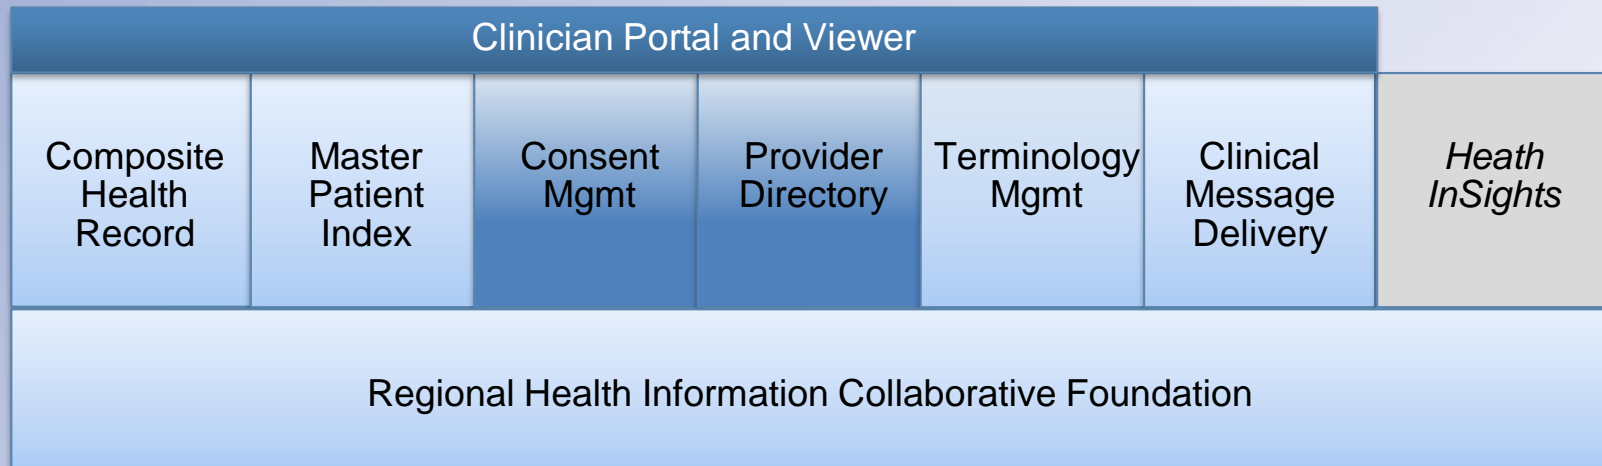 Clinician Portal and Viewer
Composite
Health
Record
Master
Patient
Index
Consent
Mgmt
Provider
Directory
Terminology
Mgmt
Clinical
Message
Delivery
Heath
InSights
Regional Health Information Collaborative Foundation